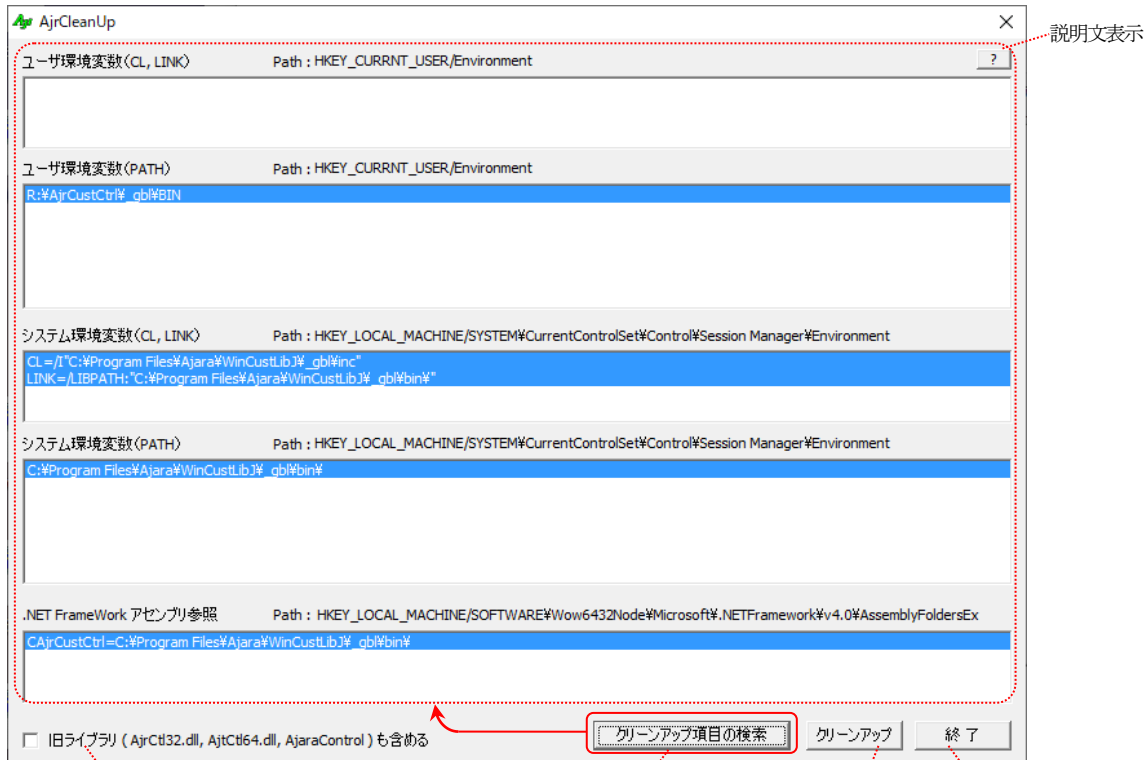 Ajr AjrCleanUp
説明文表示
ユーザ環境変数(CL, LINK) Path : HKEY_CURRNT_USER/Environment ?
ユーザ環境変数(PATH) Path : HKEY_CURRNT_USER/Environment
R:¥AjrCustCtrl¥_gbl¥BIN
システム環境変数(CL, LINK) Path : HKEY_LOCAL_MACHINE/SYSTEM¥CurrentControlSet¥Control¥Session Manager¥Environment
CL=/I"C:¥Program Files¥Ajara¥WinCustLibJ¥_gbl¥inc"
LINK=/LIBPATH:"C:¥Program Files¥Ajara¥WinCustLibJ¥_gbl¥bin¥"
システム環境変数(PATH) Path : HKEY_LOCAL_MACHINE/SYSTEM¥CurrentControlSet¥Control¥Session Manager¥Environment
C:¥Program Files¥Ajara¥WinCustLibJ¥_gbl¥bin¥
.NET FrameWork アセンブリ参照 Path : HKEY_LOCAL_MACHINE/SOFTWARE¥Wow6432Node¥Microsoft¥.NETFramework¥v4.0¥AssemblyFoldersEx
CAjrCustCtrl=C:¥Program Files¥Ajara¥WinCustLibJ¥_gbl¥bin¥
旧ライブラリ ( AjrCtl32.dll, AjtCtl64.dll, AjaraControl ) も含める クリーンアップ項目の検索 クリーンアップ 終了